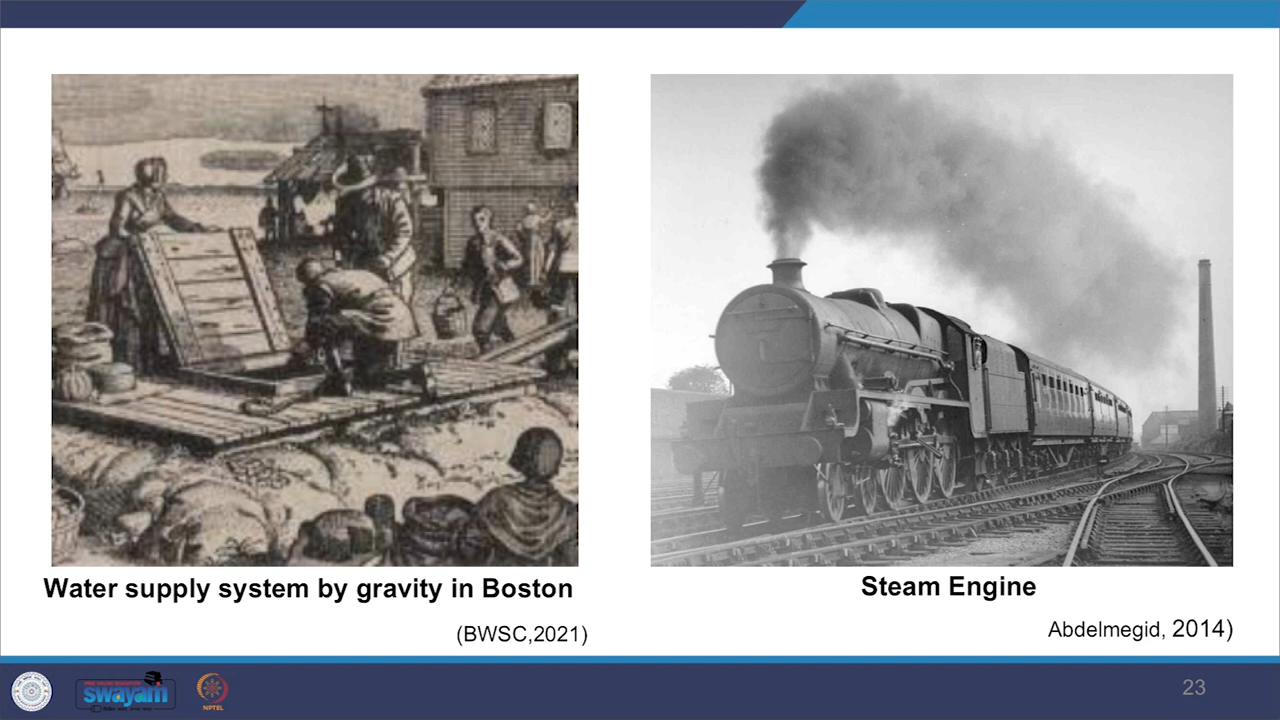 Water supply system by gravity in Boston
(BWSC,2021)
Steam Engine
Abdelmegid, 2014)
swayam
NPTEL
23